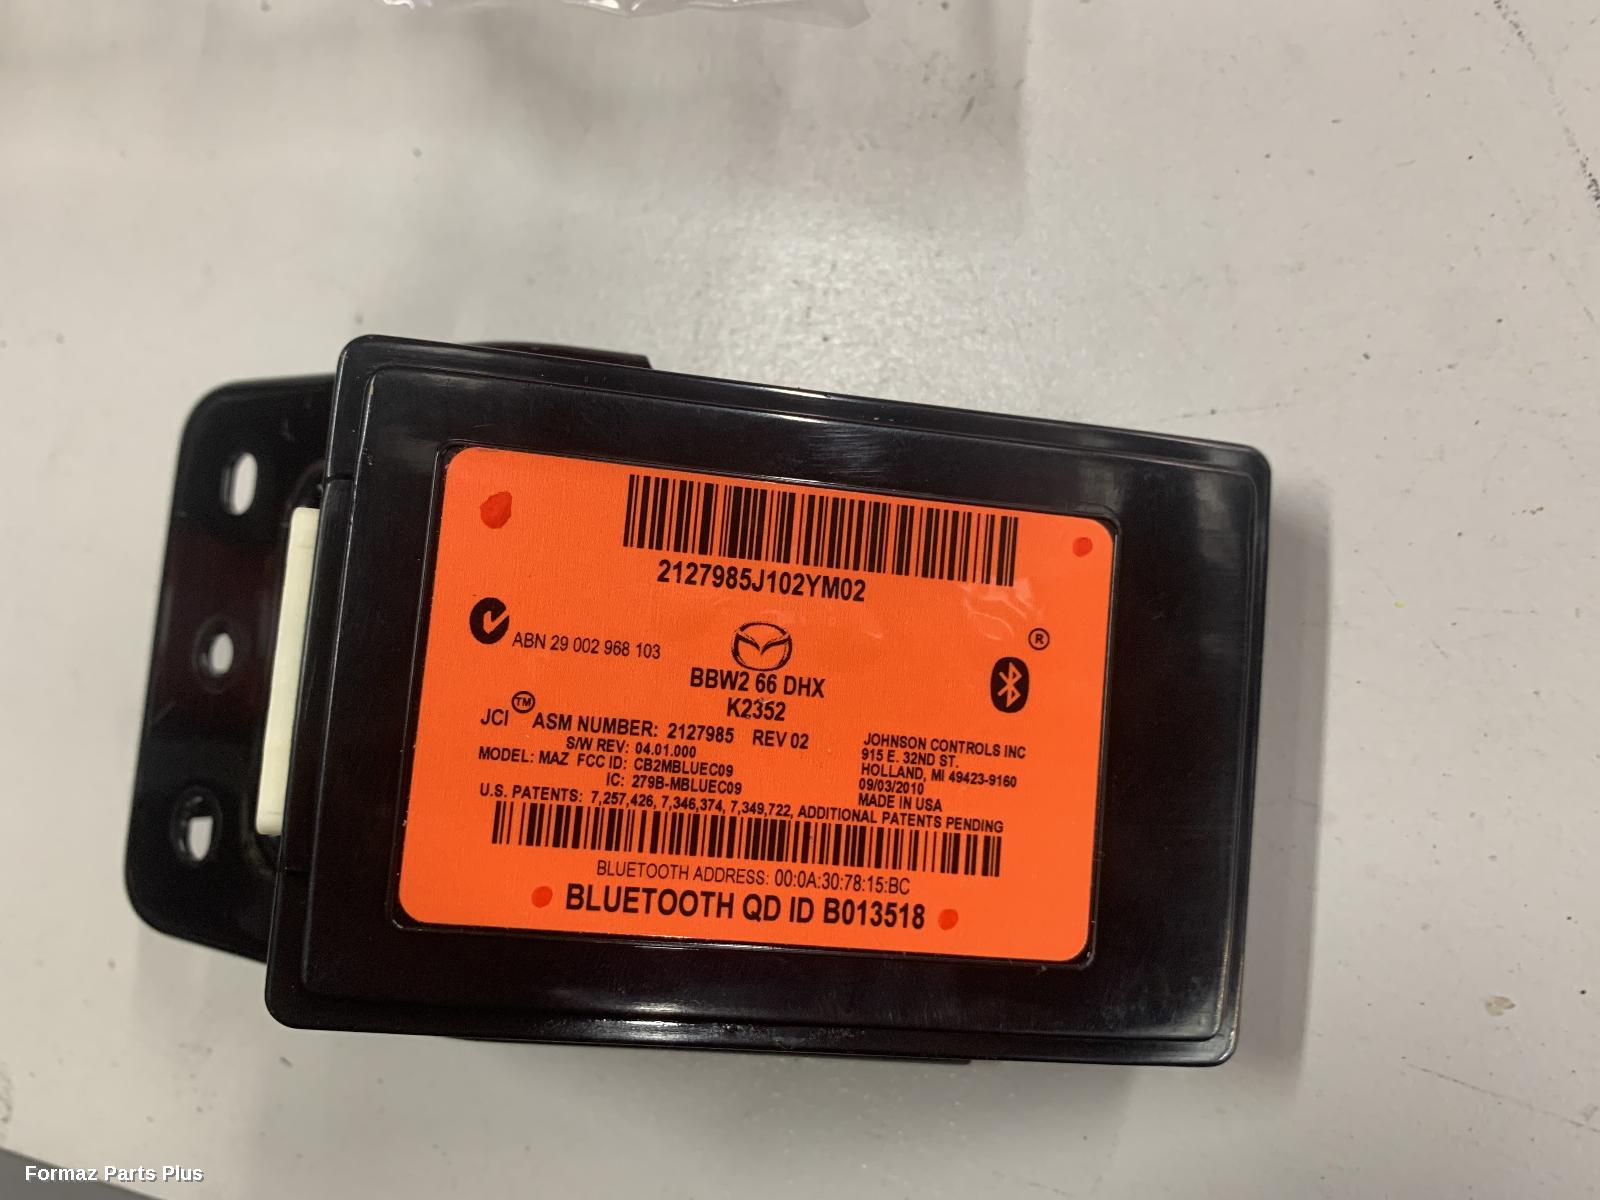 2127985J102YM02
ABN 29 002 968 103
®
BBW2 66 DHX
K2352
JCI™ ASM NUMBER: 2127985 REV 02
S/W REV: 04.01.000
MODEL: MAZ FCC ID: CB2MBLUEC09
IC: 279B-MBLUEC09
JOHNSON CONTROLS INC
915 E. 32ND ST.
HOLLAND, MI 49423-9160
09/03/2010
MADE IN USA
U.S. PATENTS: 7,257,426, 7,346,374, 7,349,722, ADDITIONAL PATENTS PENDING
BLUETOOTH ADDRESS: 00:0A:30:78:15:BC
BLUETOOTH QD ID B013518
Formaz Parts Plus